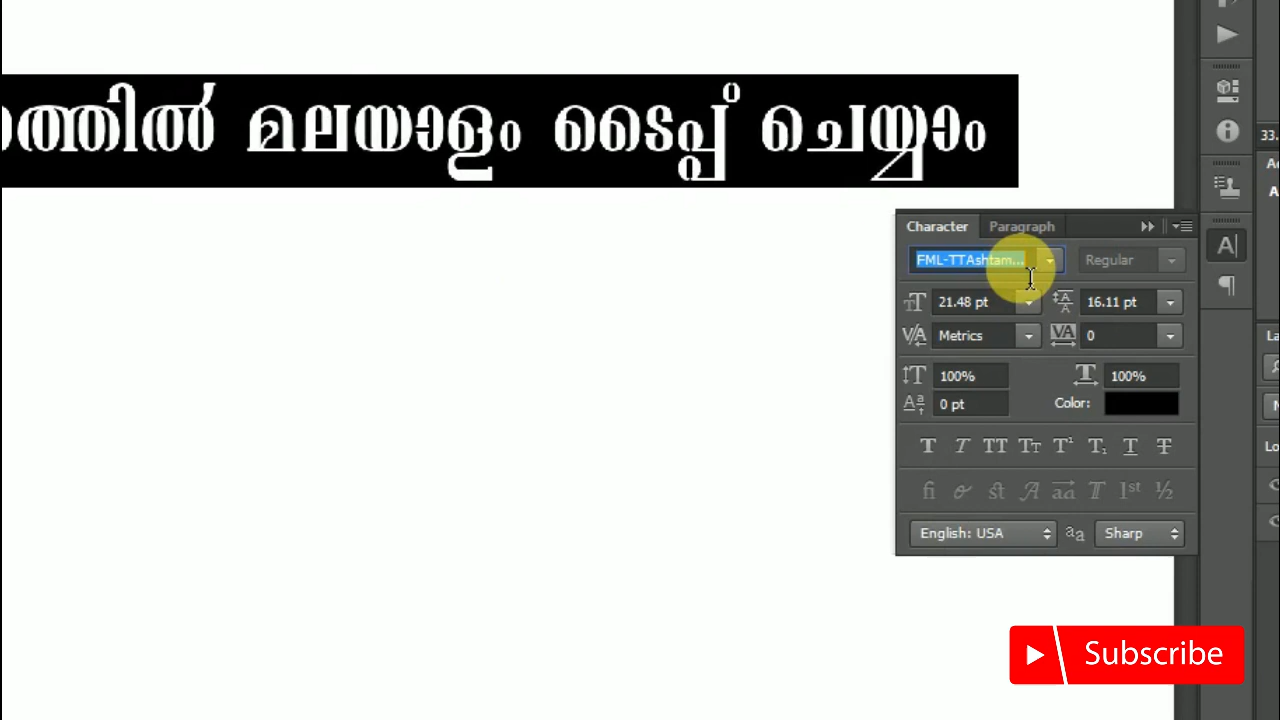 മലയാളം ടൈപ്പ് ചെയ്യാം
Character Paragraph
FML-TTAshtam... Regular
21.48 pt 16.11 pt
Metrics 0
100% 100%
0 pt Color:
English: USA Sharp
Subscribe
33.